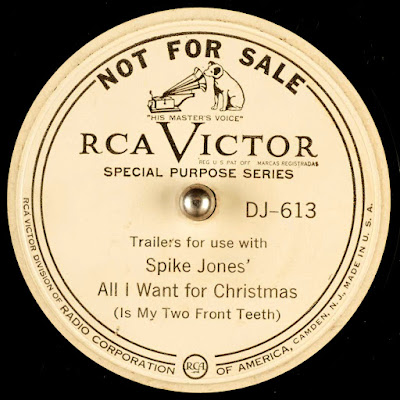 NOT FOR SALE
"HIS MASTER'S VOICE"
RCA VICTOR
REG U S PAT OFF MARCAS REGISTRADAS
SPECIAL PURPOSE SERIES
DJ-613
Trailers for use with
Spike Jones'
All I Want for Christmas
(Is My Two Front Teeth)
RCA VICTOR DIVISION OF RADIO CORPORATION OF AMERICA, CAMDEN, N.J. MADE IN U.S.A.
RCA